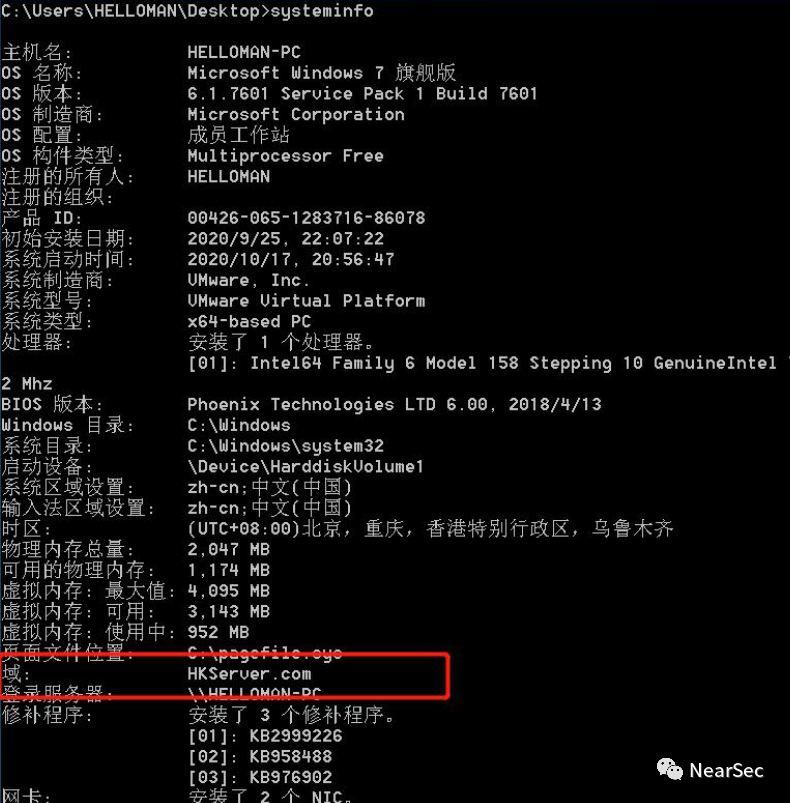 C:\Users\HELLOMAN\Desktop>systeminfo
主机名: HELLOMAN-PC
OS 名称: Microsoft Windows 7 旗舰版
OS 版本: 6.1.7601 Service Pack 1 Build 7601
OS 制造商: Microsoft Corporation
OS 配置: 成员工作站
OS 构件类型: Multiprocessor Free
注册的所有人: HELLOMAN
注册的组织:
产品 ID: 00426-065-1283716-86078
初始安装日期: 2020/9/25, 22:07:22
系统启动时间: 2020/10/17, 20:56:47
系统制造商: VMware, Inc.
系统型号: VMware Virtual Platform
系统类型: x64-based PC
处理器: 安装了 1 个处理器。
[01]: Intel64 Family 6 Model 158 Stepping 10 GenuineIntel
2 Mhz
BIOS 版本: Phoenix Technologies LTD 6.00, 2018/4/13
Windows 目录: C:\Windows
系统目录: C:\Windows\system32
启动设备: \Device\HarddiskVolume1
系统区域设置: zh-cn;中文(中国)
输入法区域设置: zh-cn;中文(中国)
时区: (UTC+08:00)北京，重庆，香港特别行政区，乌鲁木齐
物理内存总量: 2,047 MB
可用的物理内存: 1,174 MB
虚拟内存: 最大值: 4,095 MB
虚拟内存: 可用: 3,143 MB
虚拟内存: 使用中: 952 MB
页面文件位置: C:\pagefile.sys
域: HKServer.com
登录服务器: \\HELLOMAN-PC
修补程序: 安装了 3 个修补程序。
[01]: KB2999226
[02]: KB958488
[03]: KB976902
网卡: 安装了 2 个 NIC。
NearSec